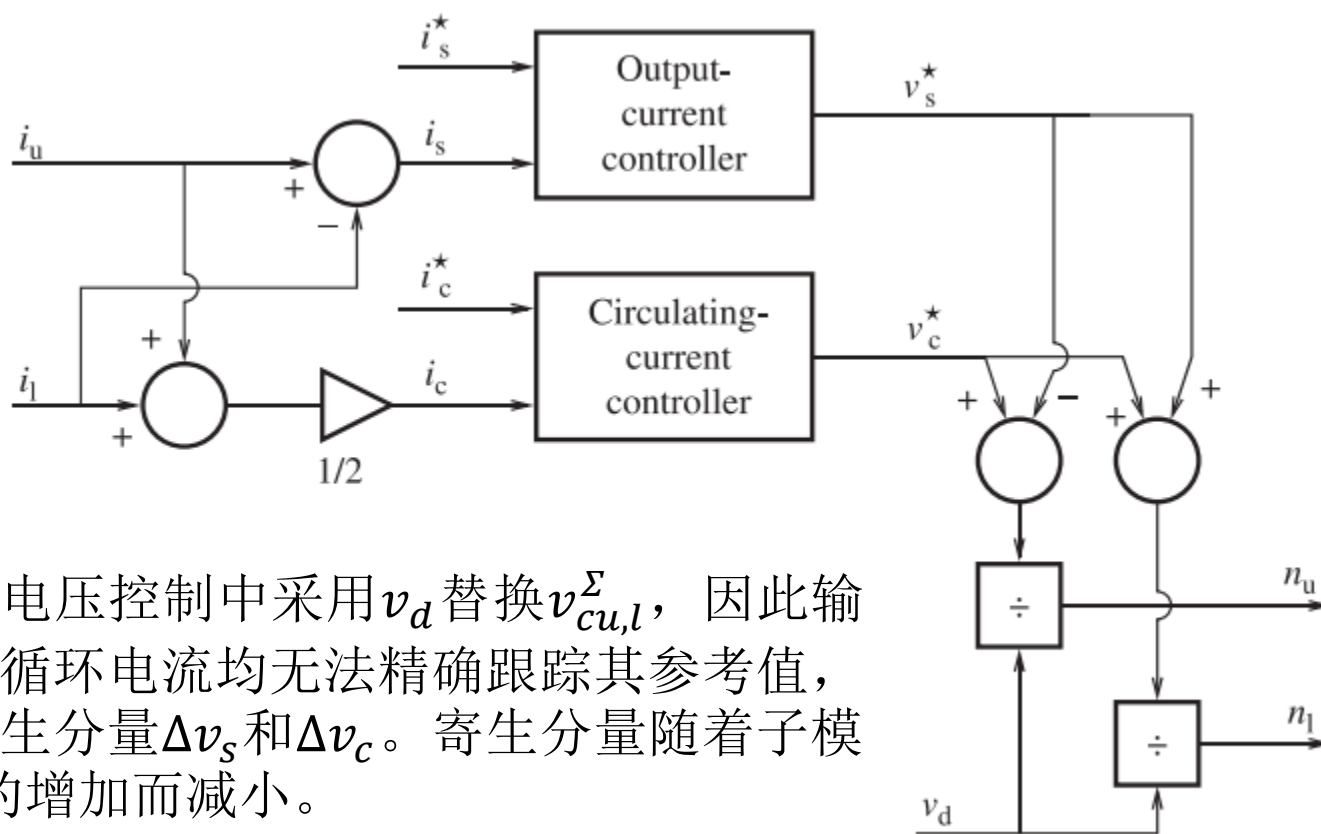 i*s
Output-
current
controller
v*s
iu
is
+
−
i*c
Circulating-
current
controller
v*c
+
il
ic
+
1/2
+
−
+
+
电压控制中采用vd替换vΣcu,l，因此输
循环电流均无法精确跟踪其参考值，
生分量Δvs和Δvc。寄生分量随着子模
的增加而减小。
÷
nu
÷
nl
vd